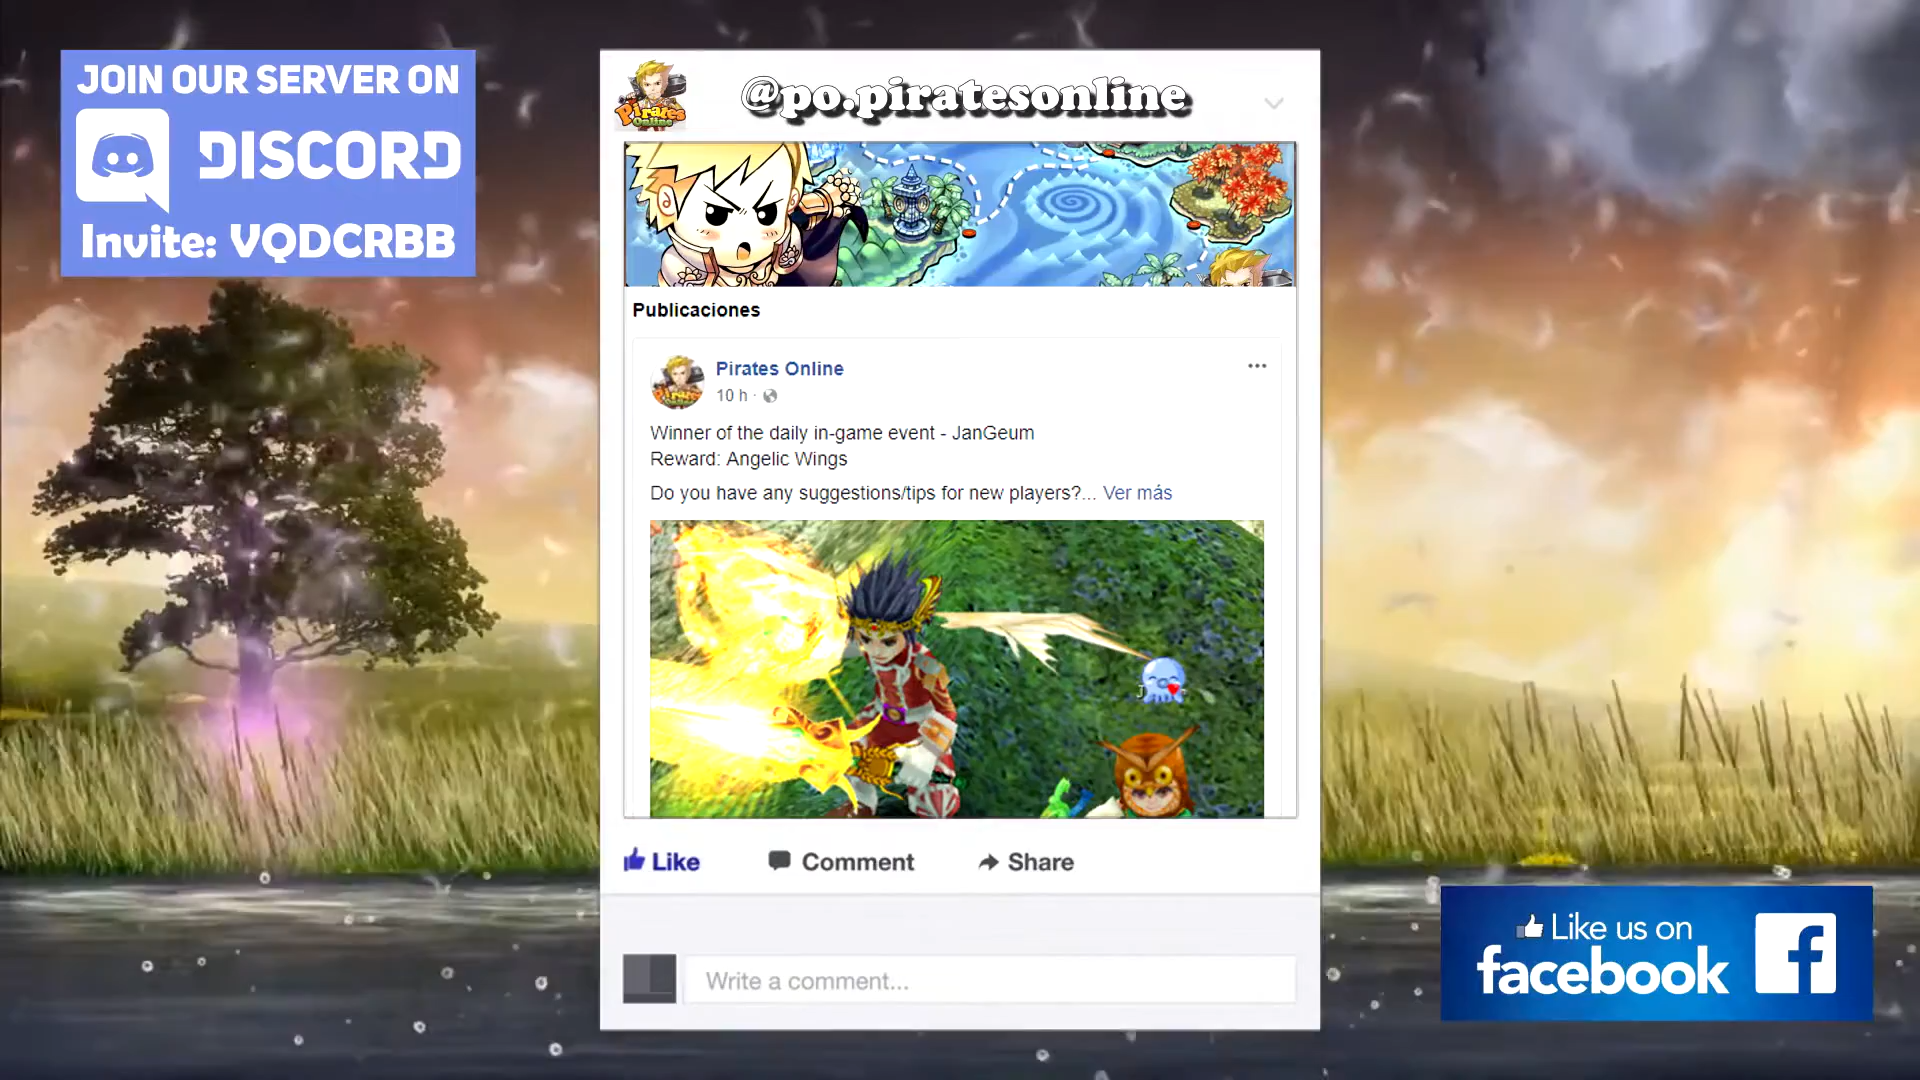 JOIN OUR SERVER ON
DISCORD
Invite: VQDCRBB
Pirates
Online
@po.piratesonline
Publicaciones
Pirates Online
10 h ·
Winner of the daily in-game event - JanGeum
Reward: Angelic Wings
Do you have any suggestions/tips for new players?... Ver más
Like Comment Share
Write a comment...
Like us on
facebook